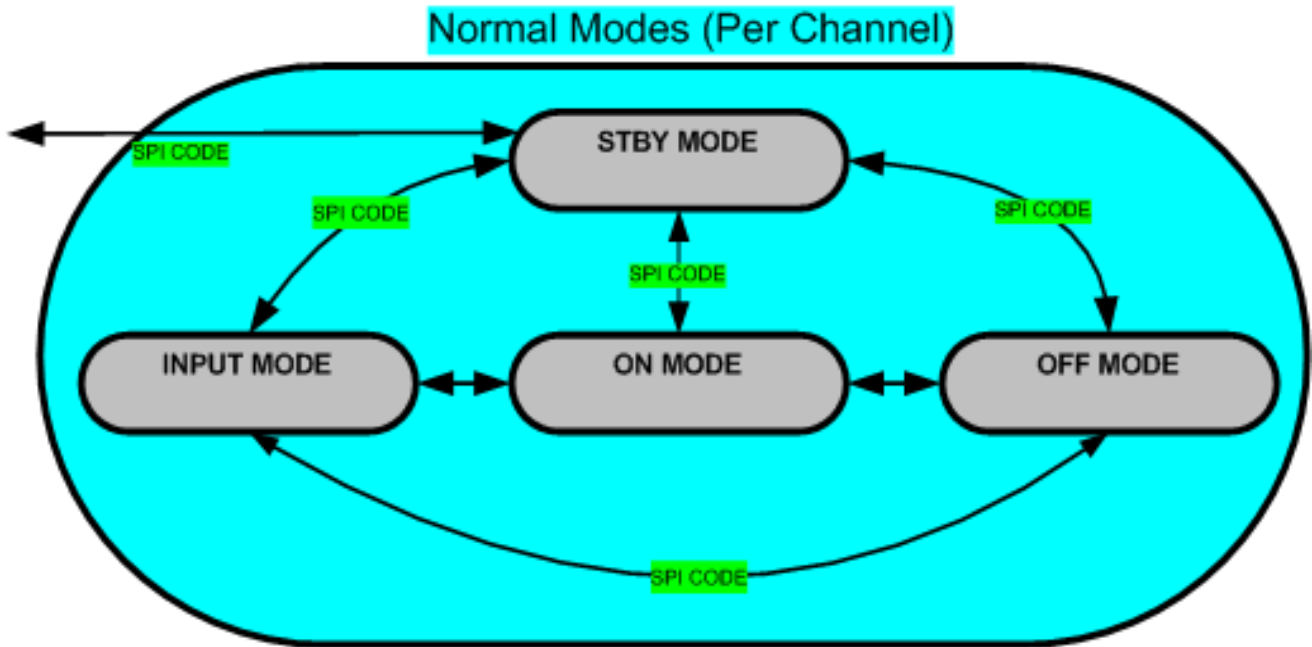 Normal Modes (Per Channel)
STBY MODE
SPI CODE
SPI CODE
SPI CODE
SPI CODE
INPUT MODE
ON MODE
OFF MODE
SPI CODE